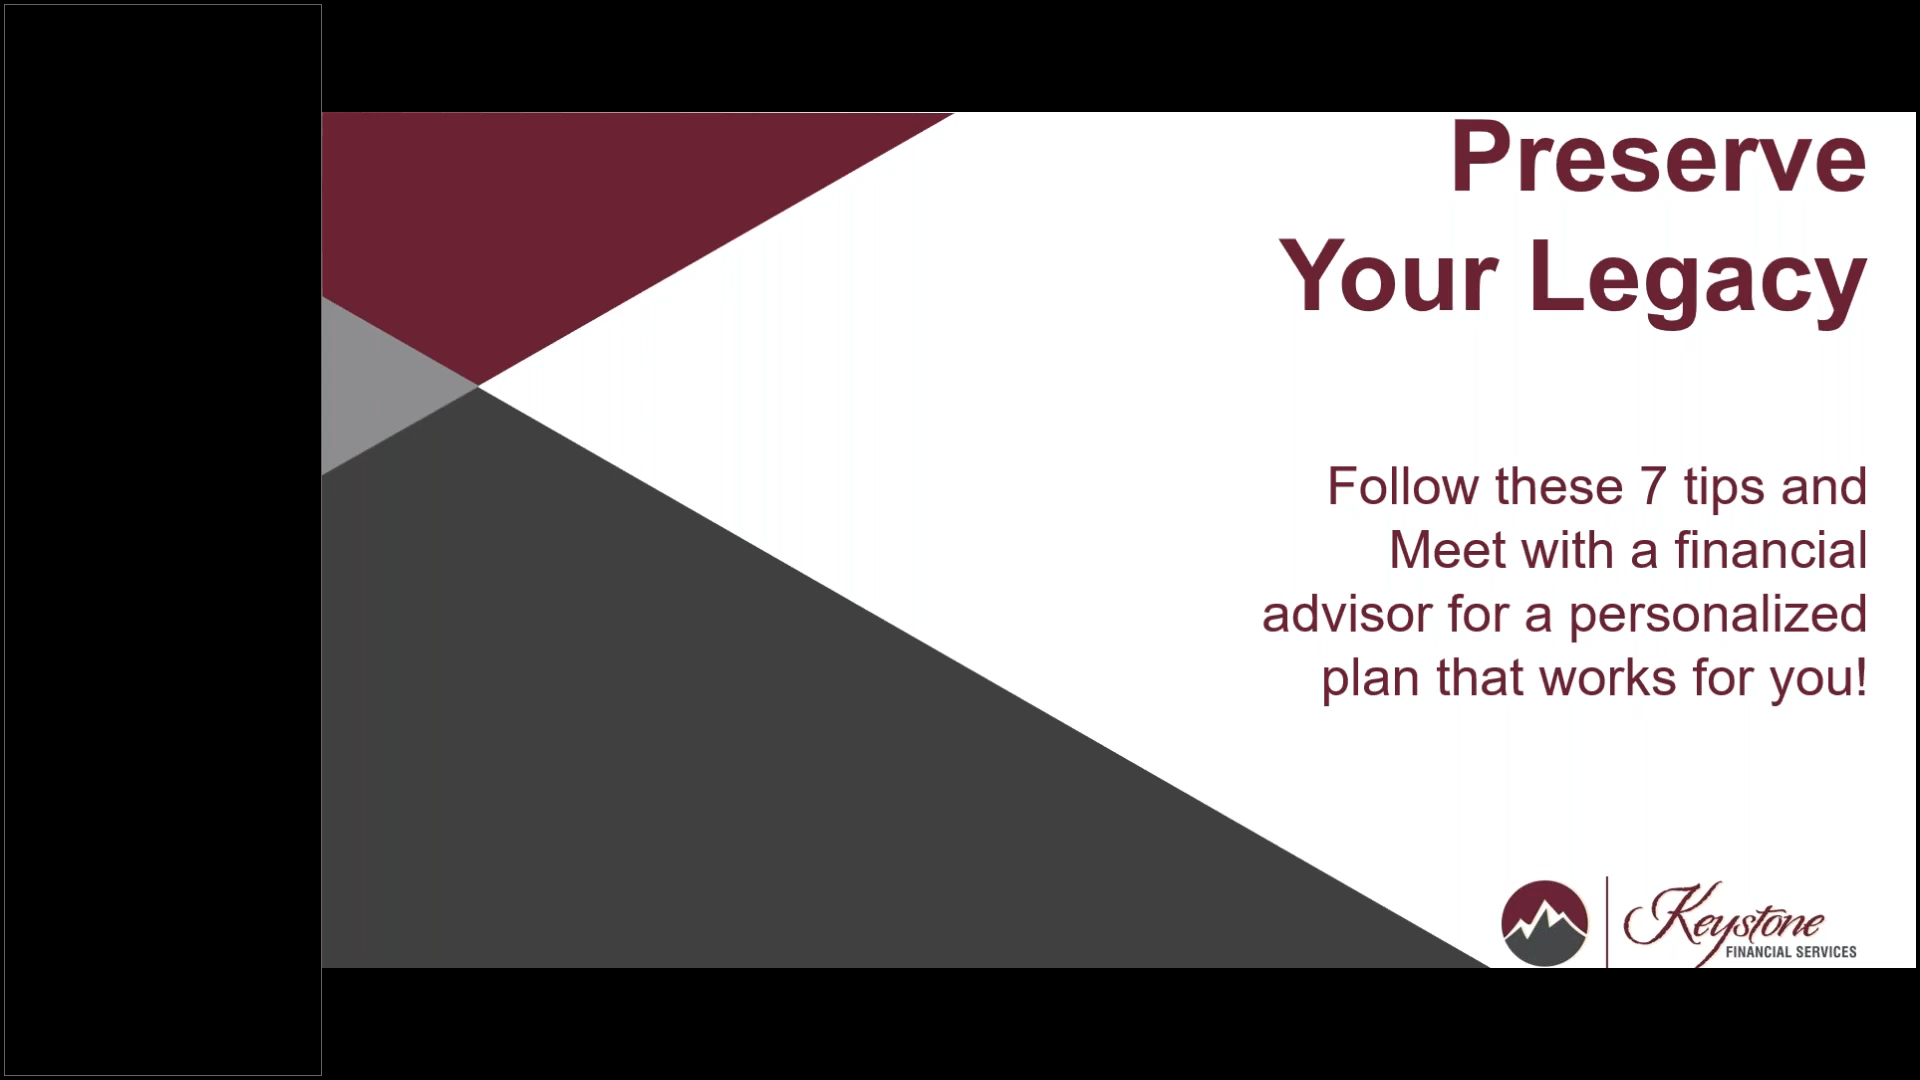 Preserve
Your Legacy
Follow these 7 tips and
Meet with a financial
advisor for a personalized
plan that works for you!
Keystone
FINANCIAL SERVICES